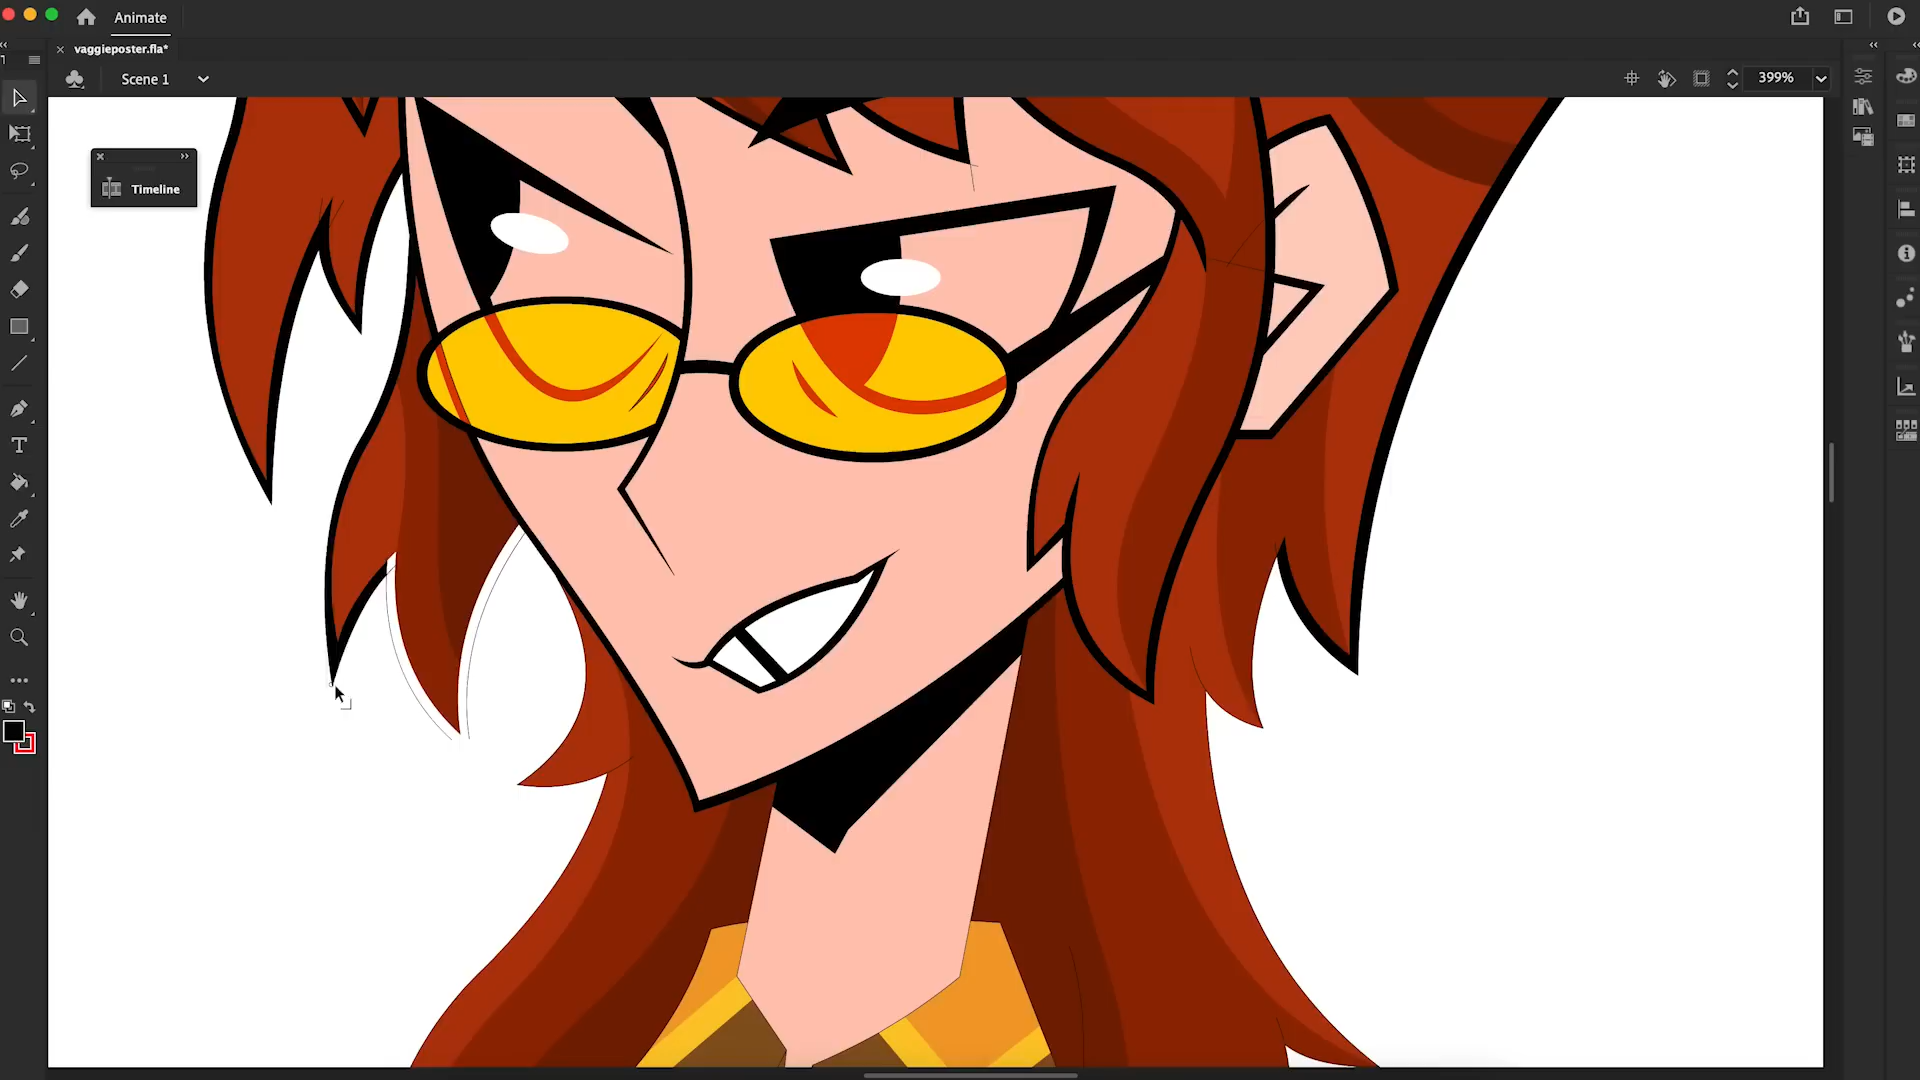 Animate
vaggieposter.fla*
Scene 1
399%
Timeline